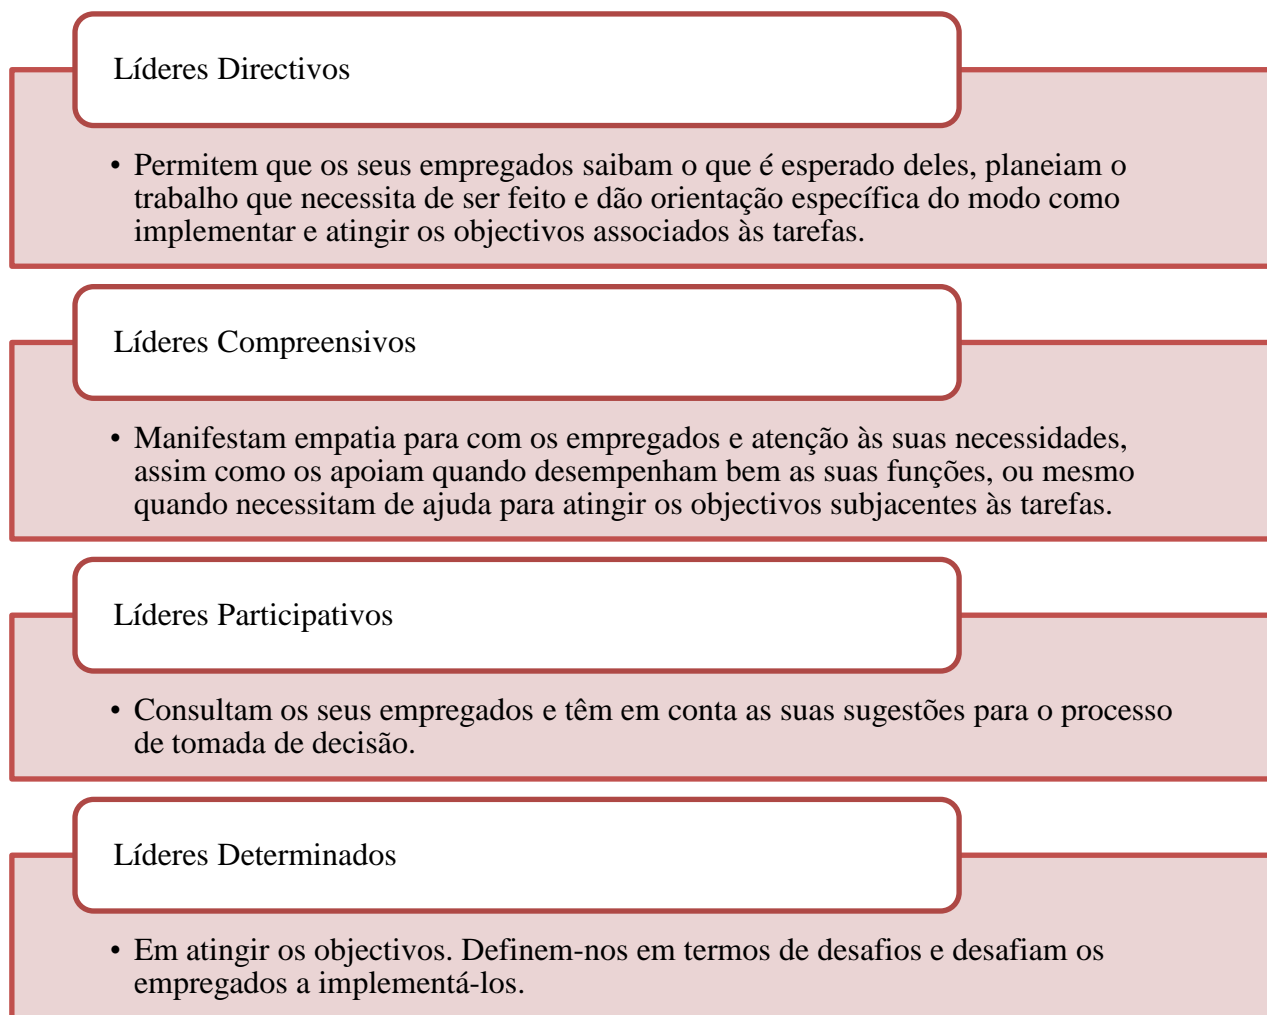 Líderes Directivos
• Permitem que os seus empregados saibam o que é esperado deles, planeiam o
trabalho que necessita de ser feito e dão orientação específica do modo como
implementar e atingir os objectivos associados às tarefas.
Líderes Compreensivos
• Manifestam empatia para com os empregados e atenção às suas necessidades,
assim como os apoiam quando desempenham bem as suas funções, ou mesmo
quando necessitam de ajuda para atingir os objectivos subjacentes às tarefas.
Líderes Participativos
• Consultam os seus empregados e têm em conta as suas sugestões para o processo
de tomada de decisão.
Líderes Determinados
• Em atingir os objectivos. Definem-nos em termos de desafios e desafiam os
empregados a implementá-los.